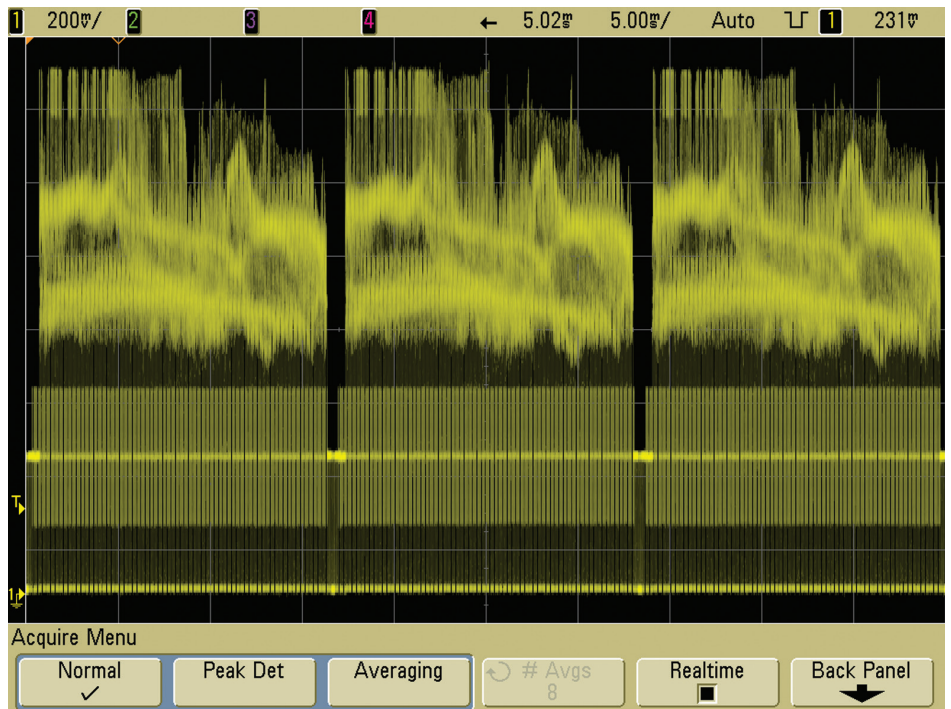 1 200mV/ 2 3 4 ← 5.02ms 5.00ms/ Auto 1 231mV
T
1
Acquire Menu
Normal Peak Det Averaging # Avgs Realtime Back Panel
✓ 8